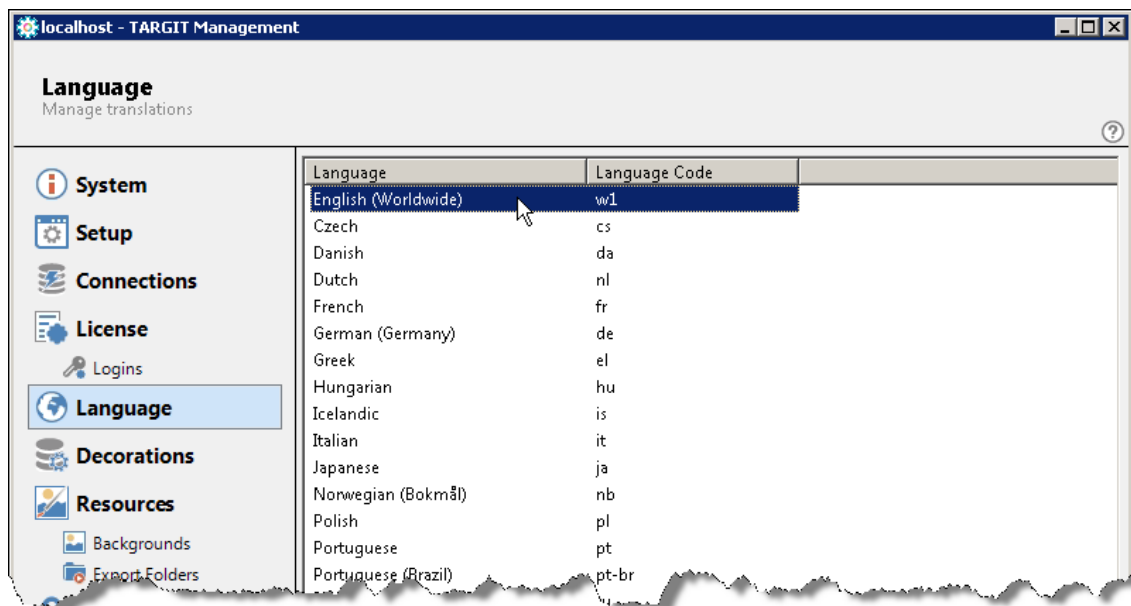 localhost - TARGIT Management
Language
Manage translations
?
System
Setup
Connections
License
Logins
Language
Decorations
Resources
Backgrounds
Export Folders
Language Language Code
English (Worldwide) w1
Czech cs
Danish da
Dutch nl
French fr
German (Germany) de
Greek el
Hungarian hu
Icelandic is
Italian it
Japanese ja
Norwegian (Bokmål) nb
Polish pl
Portuguese pt
Portuguese (Brazil) pt-br